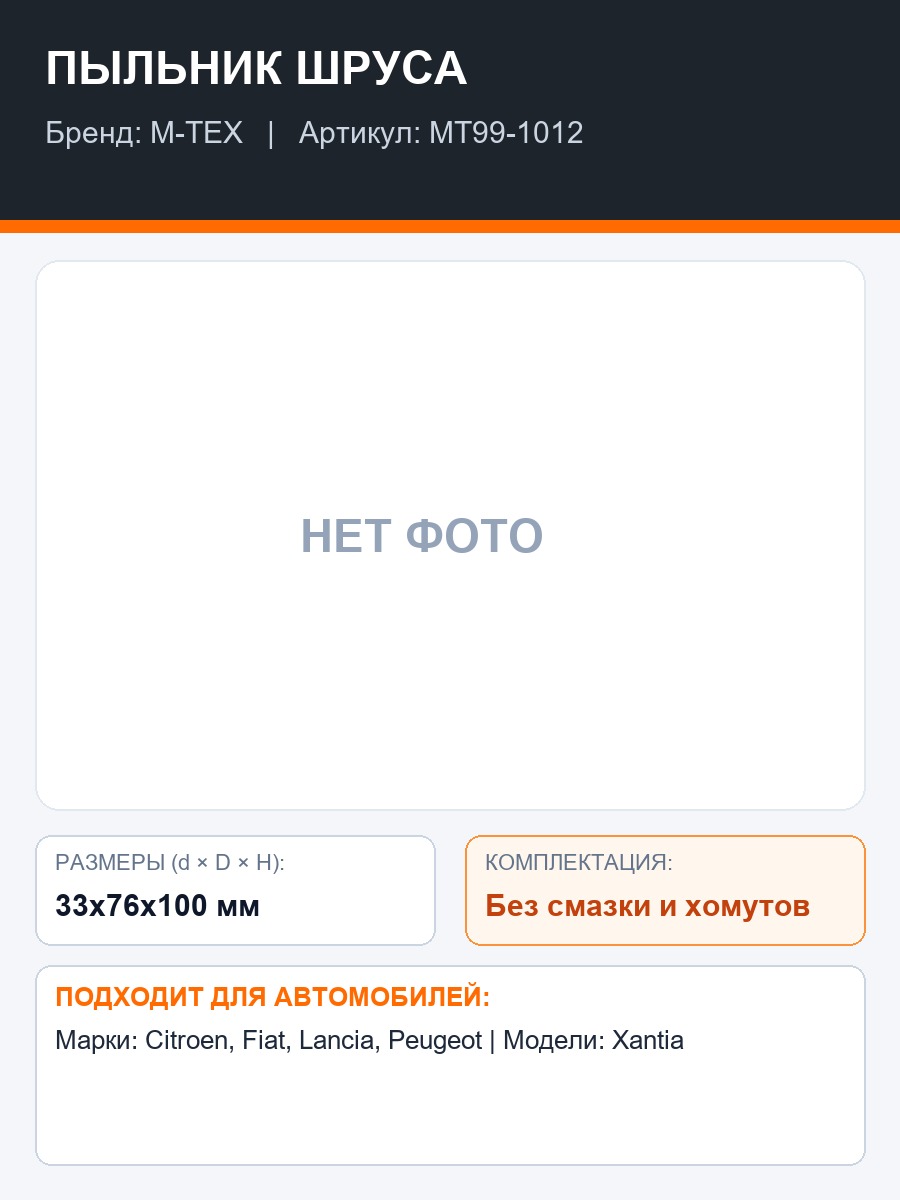 ПЫЛЬНИК ШРУСА
Бренд: M-TEX | Артикул: MT99-1012
НЕТ ФОТО
РАЗМЕРЫ (d × D × H):
33x76x100 мм
КОМПЛЕКТАЦИЯ:
Без смазки и хомутов
ПОДХОДИТ ДЛЯ АВТОМОБИЛЕЙ:
Марки: Citroen, Fiat, Lancia, Peugeot | Модели: Xantia